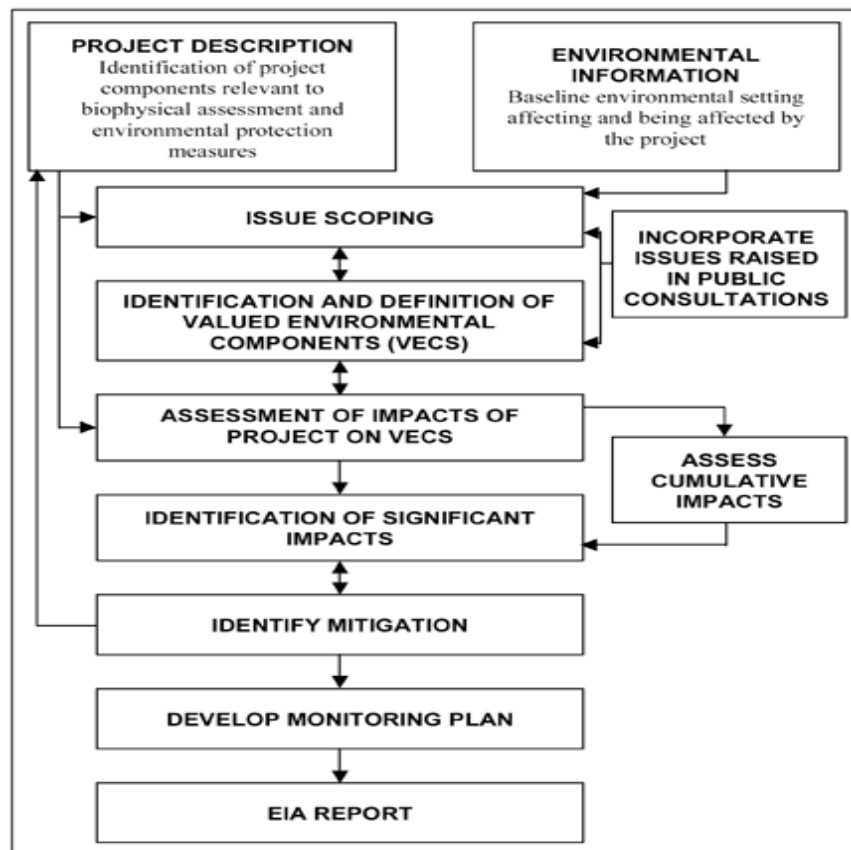 PROJECT DESCRIPTION
Identification of project
components relevant to
biophysical assessment and
environmental protection
measures
ENVIRONMENTAL
INFORMATION
Baseline environmental setting
affecting and being affected by
the project
ISSUE SCOPING
INCORPORATE
ISSUES RAISED
IN PUBLIC
CONSULTATIONS
IDENTIFICATION AND DEFINITION OF
VALUED ENVIRONMENTAL
COMPONENTS (VECS)
ASSESSMENT OF IMPACTS OF
PROJECT ON VECS
ASSESS
CUMULATIVE
IMPACTS
IDENTIFICATION OF SIGNIFICANT
IMPACTS
IDENTIFY MITIGATION
DEVELOP MONITORING PLAN
EIA REPORT